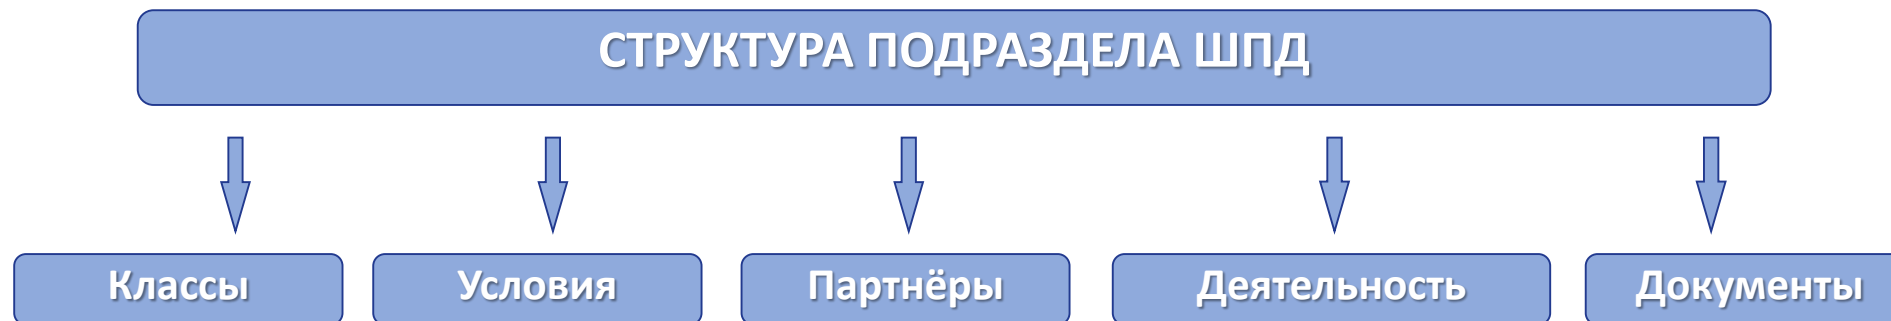 СТРУКТУРА ПОДРАЗДЕЛА ШПД
Классы
Условия
Партнёры
Деятельность
Документы